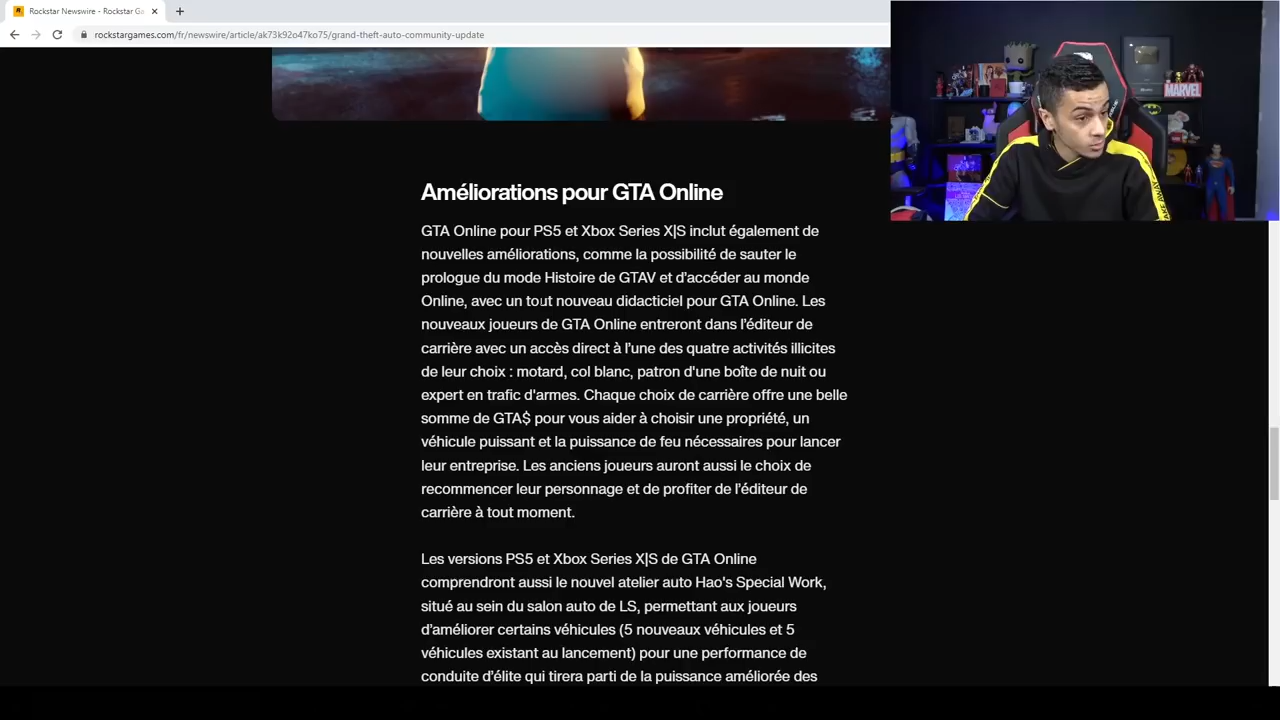 Rockstar Newswire - Rockstar Ga
rockstargames.com/fr/newswire/article/ak73k92o47ko75/grand-theft-auto-community-update
MARVEL
TAKE AWAY
Améliorations pour GTA Online
GTA Online pour PS5 et Xbox Series X|S inclut également de
nouvelles améliorations, comme la possibilité de sauter le
prologue du mode Histoire de GTAV et d'accéder au monde
Online, avec un tout nouveau didacticiel pour GTA Online. Les
nouveaux joueurs de GTA Online entreront dans l'éditeur de
carrière avec un accès direct à l'une des quatre activités illicites
de leur choix : motard, col blanc, patron d'une boîte de nuit ou
expert en trafic d'armes. Chaque choix de carrière offre une belle
somme de GTA$ pour vous aider à choisir une propriété, un
véhicule puissant et la puissance de feu nécessaires pour lancer
leur entreprise. Les anciens joueurs auront aussi le choix de
recommencer leur personnage et de profiter de l'éditeur de
carrière à tout moment.
Les versions PS5 et Xbox Series X|S de GTA Online
comprendront aussi le nouvel atelier auto Hao's Special Work,
situé au sein du salon auto de LS, permettant aux joueurs
d'améliorer certains véhicules (5 nouveaux véhicules et 5
véhicules existant au lancement) pour une performance de
conduite d'élite qui tirera parti de la puissance améliorée des